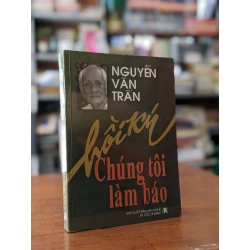 NGUYỄN
VĂN
TRẤN
hồi ký
Chúng tôi
làm báo